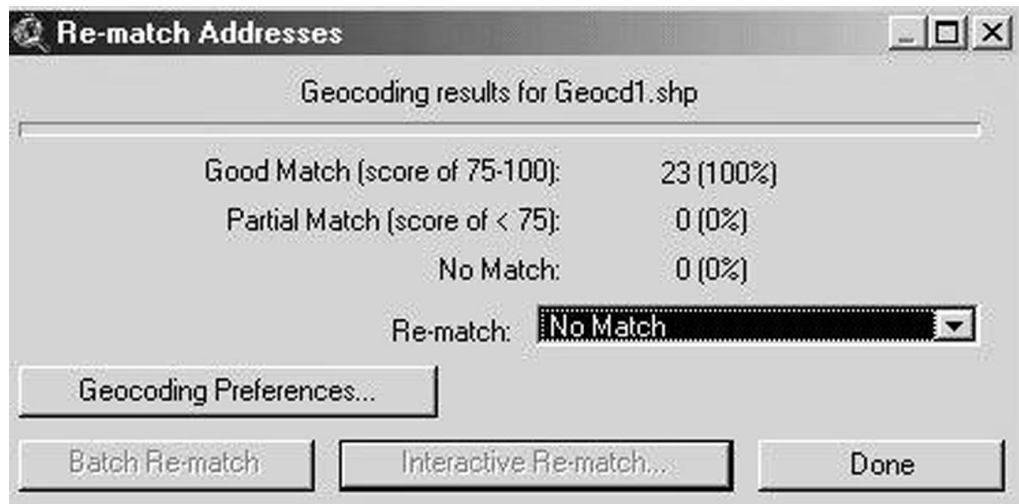 Re-match Addresses
Geocoding results for Geocd1.shp
Good Match (score of 75-100): 23 (100%)
Partial Match (score of < 75): 0 (0%)
No Match: 0 (0%)
Re-match: No Match
Geocoding Preferences...
Batch Re-match Interactive Re-match... Done